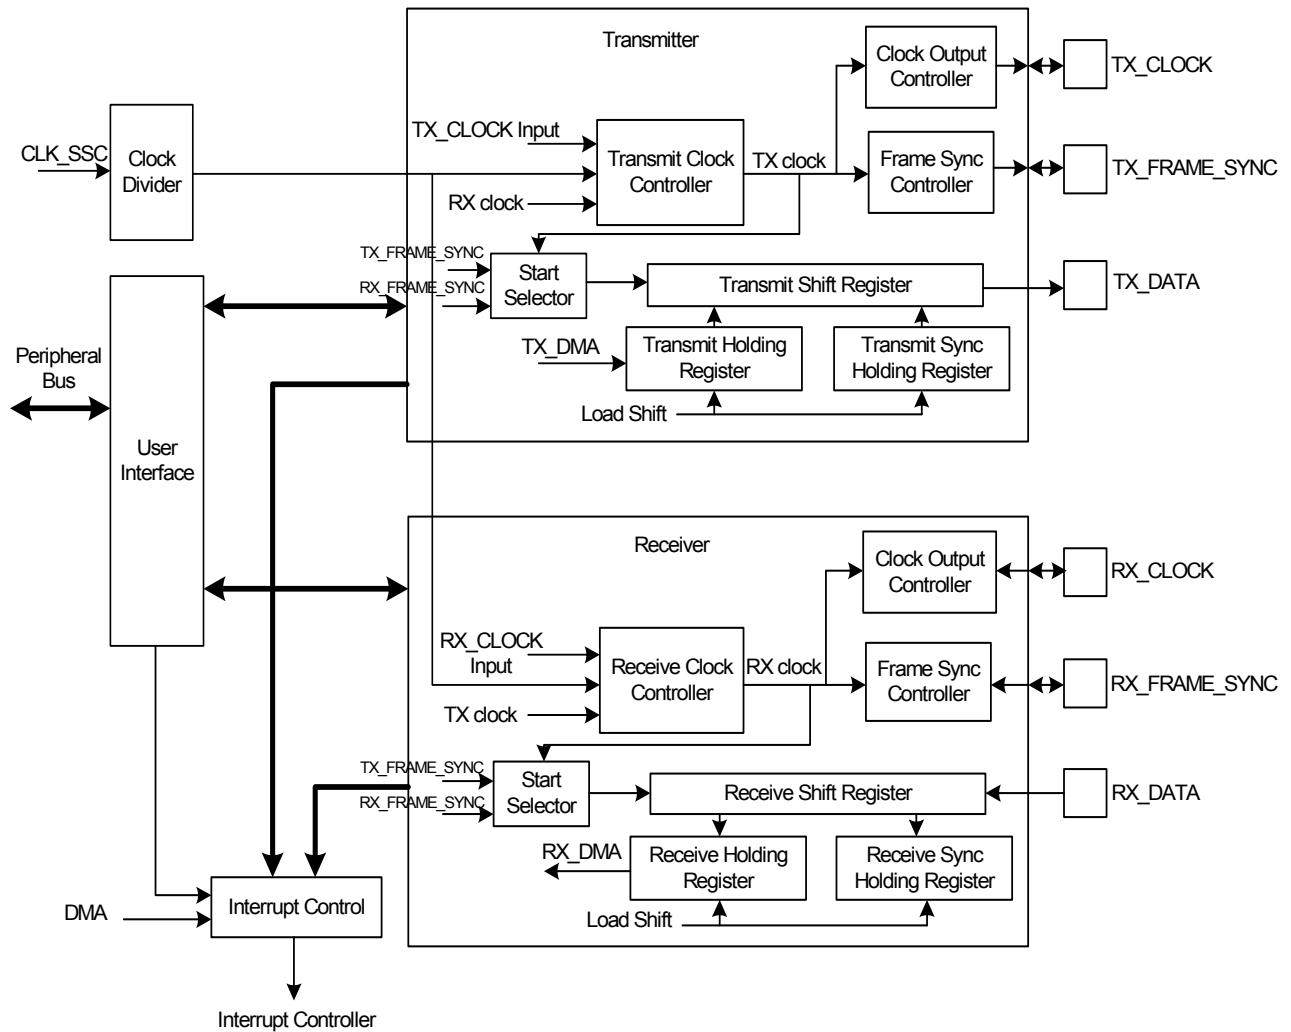 Transmitter
Clock Output
Controller
TX_CLOCK
TX_CLOCK Input
CLK_SSC
Clock
Divider
Transmit Clock
Controller
TX clock
Frame Sync
Controller
TX_FRAME_SYNC
RX clock
TX_FRAME_SYNC
RX_FRAME_SYNC
Start
Selector
Transmit Shift Register
TX_DATA
TX_DMA
Transmit Holding
Register
Transmit Sync
Holding Register
Load Shift
Peripheral
Bus
User
Interface
Receiver
Clock Output
Controller
RX_CLOCK
RX_CLOCK
Input
Receive Clock
Controller
RX clock
Frame Sync
Controller
RX_FRAME_SYNC
TX clock
TX_FRAME_SYNC
RX_FRAME_SYNC
Start
Selector
Receive Shift Register
RX_DATA
RX_DMA
Receive Holding
Register
Receive Sync
Holding Register
Load Shift
DMA
Interrupt Control
Interrupt Controller